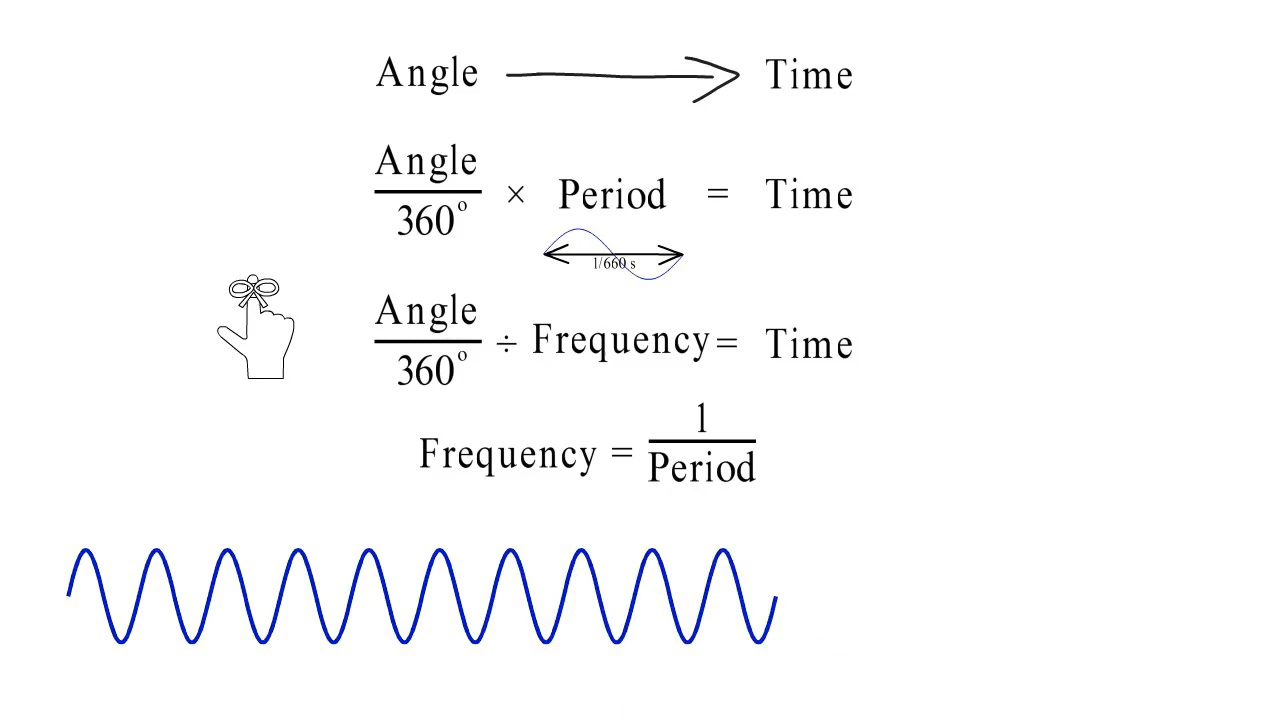 Angle Time
Angle
360° × Period = Time
1/660 s
Angle
360° ÷ Frequency = Time
1
Frequency = Period